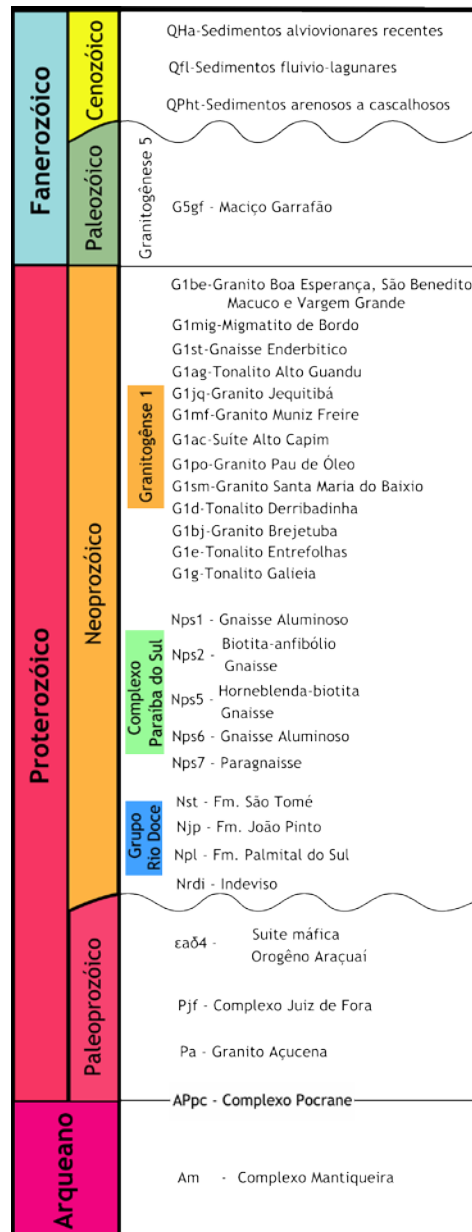 Fanerozóico
Cenozóico
QHa-Sedimentos alviovionares recentes
Qfl-Sedimentos fluivio-lagunares
QPht-Sedimentos arenosos a cascalhosos
Paleozóico
Granitogênese 5
G5gf - Maciço Garrafão
Proterozóico
Neoprozóico
Granitogênse 1
G1be-Granito Boa Esperança, São Benedito
Macuco e Vargem Grande
G1mig-Migmatito de Bordo
G1st-Gnaisse Enderbitico
G1ag-Tonalito Alto Guandu
G1jq-Granito Jequitibá
G1mf-Granito Muniz Freire
G1ac-Suíte Alto Capim
G1po-Granito Pau de Óleo
G1sm-Granito Santa Maria do Baixio
G1d-Tonalito Derribadinha
G1bj-Granito Brejetuba
G1e-Tonalito Entrefolhas
G1g-Tonalito Galieia
Complexo
Paraíba do Sul
Nps1 - Gnaisse Aluminoso
Nps2 - Biotita-anfibólio
Gnaisse
Nps5 - Horneblenda-biotita
Gnaisse
Nps6 - Gnaisse Aluminoso
Nps7 - Paragnaisse
Grupo
Rio Doce
Nst - Fm. São Tomé
Njp - Fm. João Pinto
Npl - Fm. Palmital do Sul
Nrdi - Indeviso
Paleoprozóico
εaδ4 - Suite máfica
Orogêno Araçuaí
Pjf - Complexo Juiz de Fora
Pa - Granito Açucena
APpc - Complexo Pocrane
Arqueano
Am - Complexo Mantiqueira